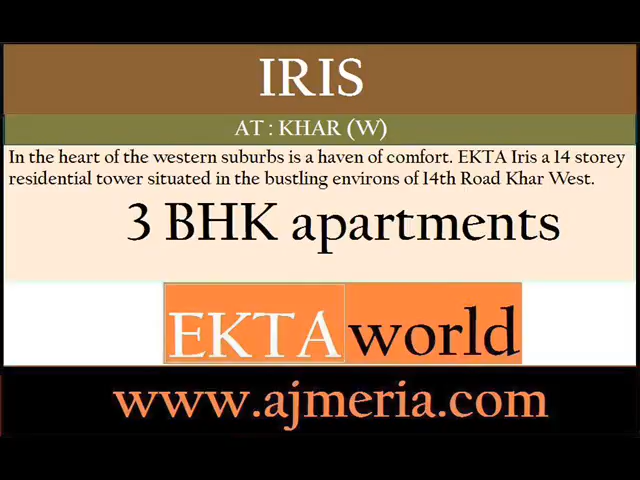 IRIS
AT : KHAR (W)
In the heart of the western suburbs is a haven of comfort. EKTA Iris a 14 storey
residential tower situated in the bustling environs of 14th Road Khar West.
3 BHK apartments
EKTA world
www.ajmeria.com